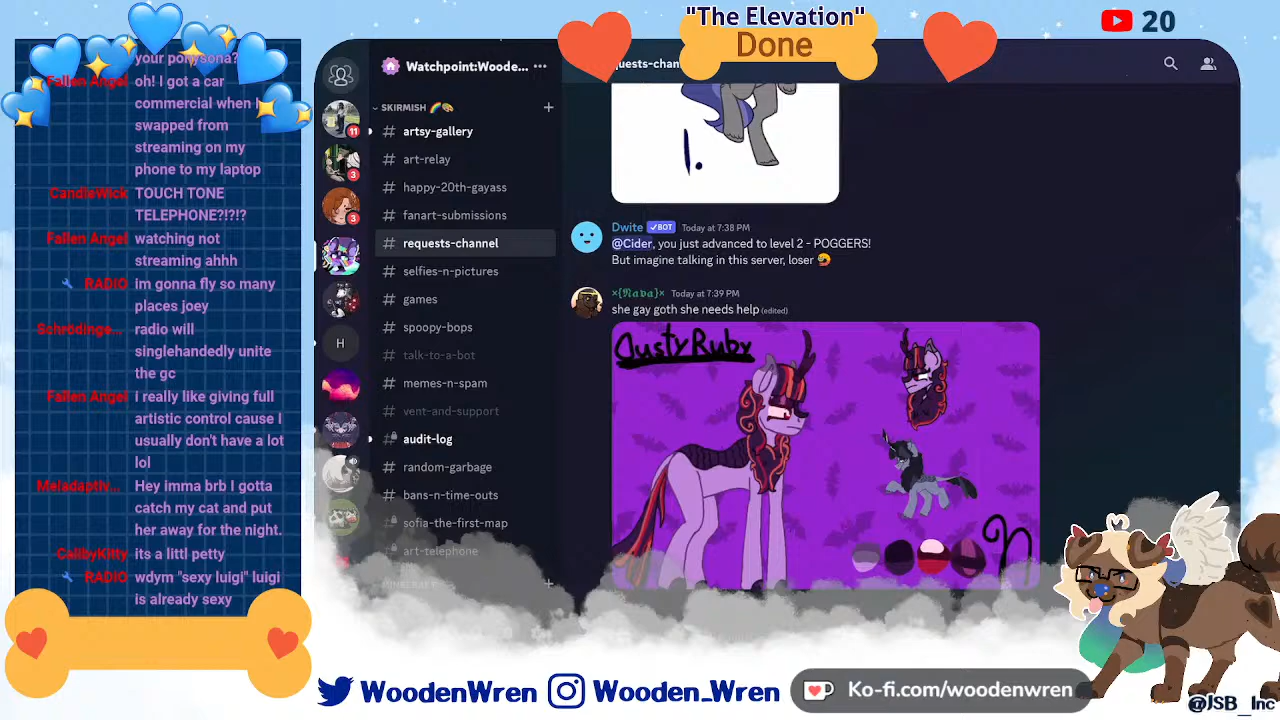 "The Elevation"
Done
20
your ponysona?
Fallen Angel oh! I got a car
commercial when I
swapped from
streaming on my
phone to my laptop
CandleWick TOUCH TONE
TELEPHONE?!?!?
Fallen Angel watching not
streaming ahhh
RADIO im gonna fly so many
places joey
Schrödinge... radio will
singlehandedly unite
the gc
Fallen Angel i really like giving full
artistic control cause I
usually don't have a lot
lol
Meladaptiv... Hey imma brb I gotta
catch my cat and put
her away for the night.
CalibyKitty its a littl petty
RADIO wdym "sexy luigi" luigi
is already sexy
11
3
3
H
Watchpoint:Woode...
SKIRMISH
# artsy-gallery
# art-relay
# happy-20th-gayass
# fanart-submissions
# requests-channel
# selfies-n-pictures
# games
# spoopy-bops
# talk-to-a-bot
# memes-n-spam
# vent-and-support
# audit-log
# random-garbage
# bans-n-time-outs
# sofia-the-first-map
# art-telephone
quests-chan
1.
Dwite BOT Today at 7:38 PM
@Cider, you just advanced to level 2 - POGGERS!
But imagine talking in this server, loser
×{𝕹𝖆𝖛𝖆}× Today at 7:39 PM
she gay goth she needs help (edited)
Dusty Ruby
WoodenWren
Wooden_Wren
Ko-fi.com/woodenwren
@JSB_Inc